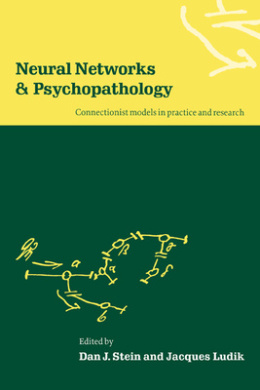 Neural Networks
& Psychopathology
Connectionist models in practice and research
a
a
b
Edited by
Dan J. Stein and Jacques Ludik